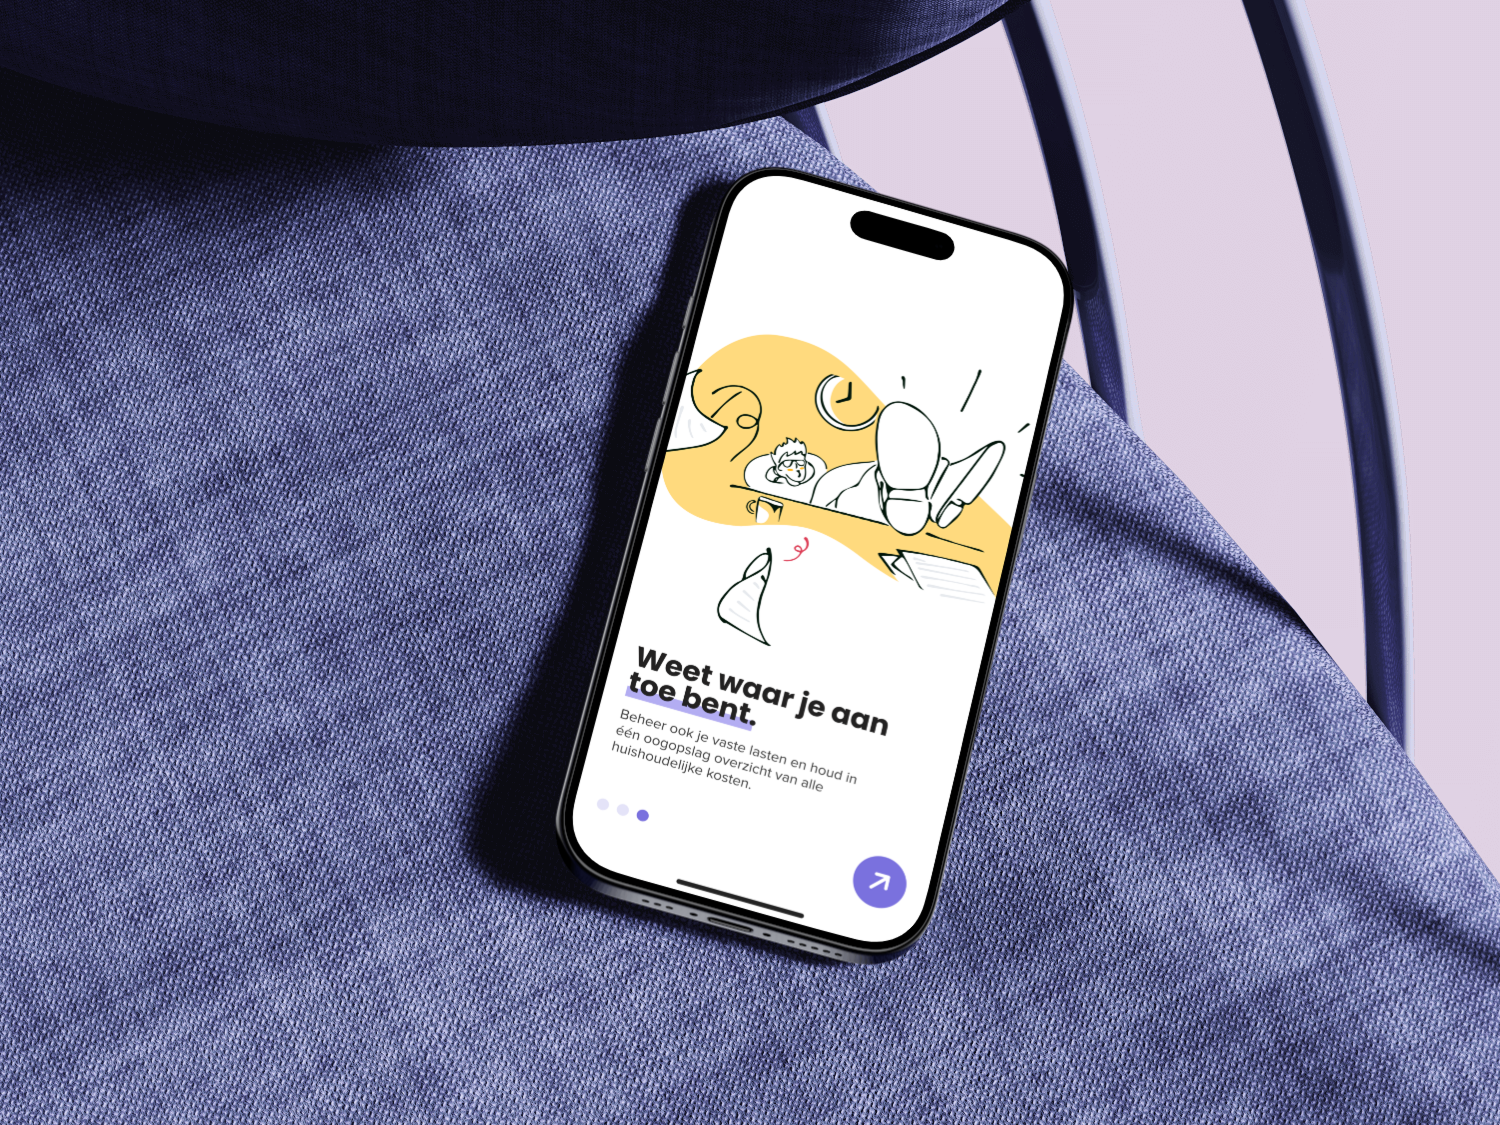 Weet waar je aan
toe bent.
Beheer ook je vaste lasten en houd in
één oogopslag overzicht van alle
huishoudelijke kosten.